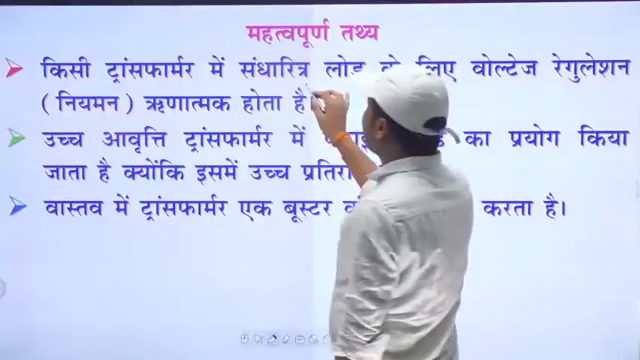 महत्वपूर्ण तथ्य
किसी ट्रांसफार्मर में संधारित्र लोड के लिए वोल्टेज रेगुलेशन
( नियमन ) ऋणात्मक होता है।
उच्च आवृत्ति ट्रांसफार्मर में का प्रयोग किया
जाता है क्योंकि इसमें उच्च
वास्तव में ट्रांसफार्मर एक बूस्टर करता है।